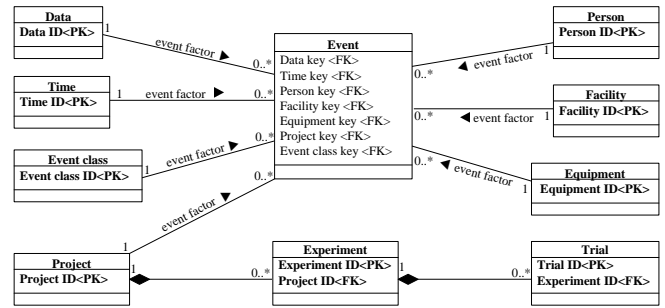 Data
Data ID<PK>
1
event factor
0..*
Time
Time ID<PK>
1
event factor
0..*
Event class
Event class ID<PK>
1
event factor
0..*
Project
Project ID<PK>
1
event factor
0..*
Event
Data key <FK>
Time key <FK>
Person key <FK>
Facility key <FK>
Equipment key <FK>
Project key <FK>
Event class key <FK>
Person
Person ID<PK>
1
event factor
0..*
Facility
Facility ID<PK>
1
event factor
0..*
Equipment
Equipment ID<PK>
1
event factor
0..*
1
0..*
Experiment
Experiment ID<PK>
Project ID<FK>
1
0..*
Trial
Trial ID<PK>
Experiment ID<FK>